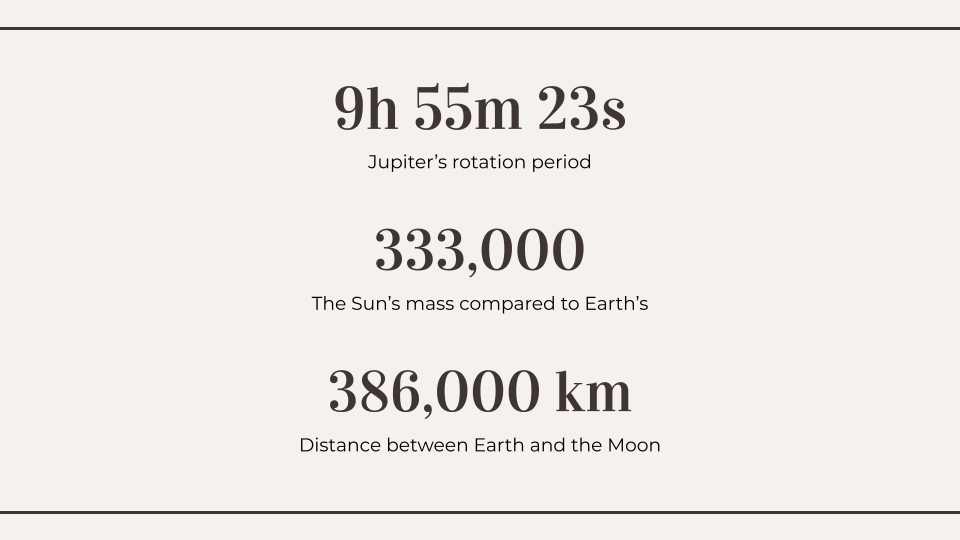 9h 55m 23s
Jupiter’s rotation period
333,000
The Sun’s mass compared to Earth’s
386,000 km
Distance between Earth and the Moon